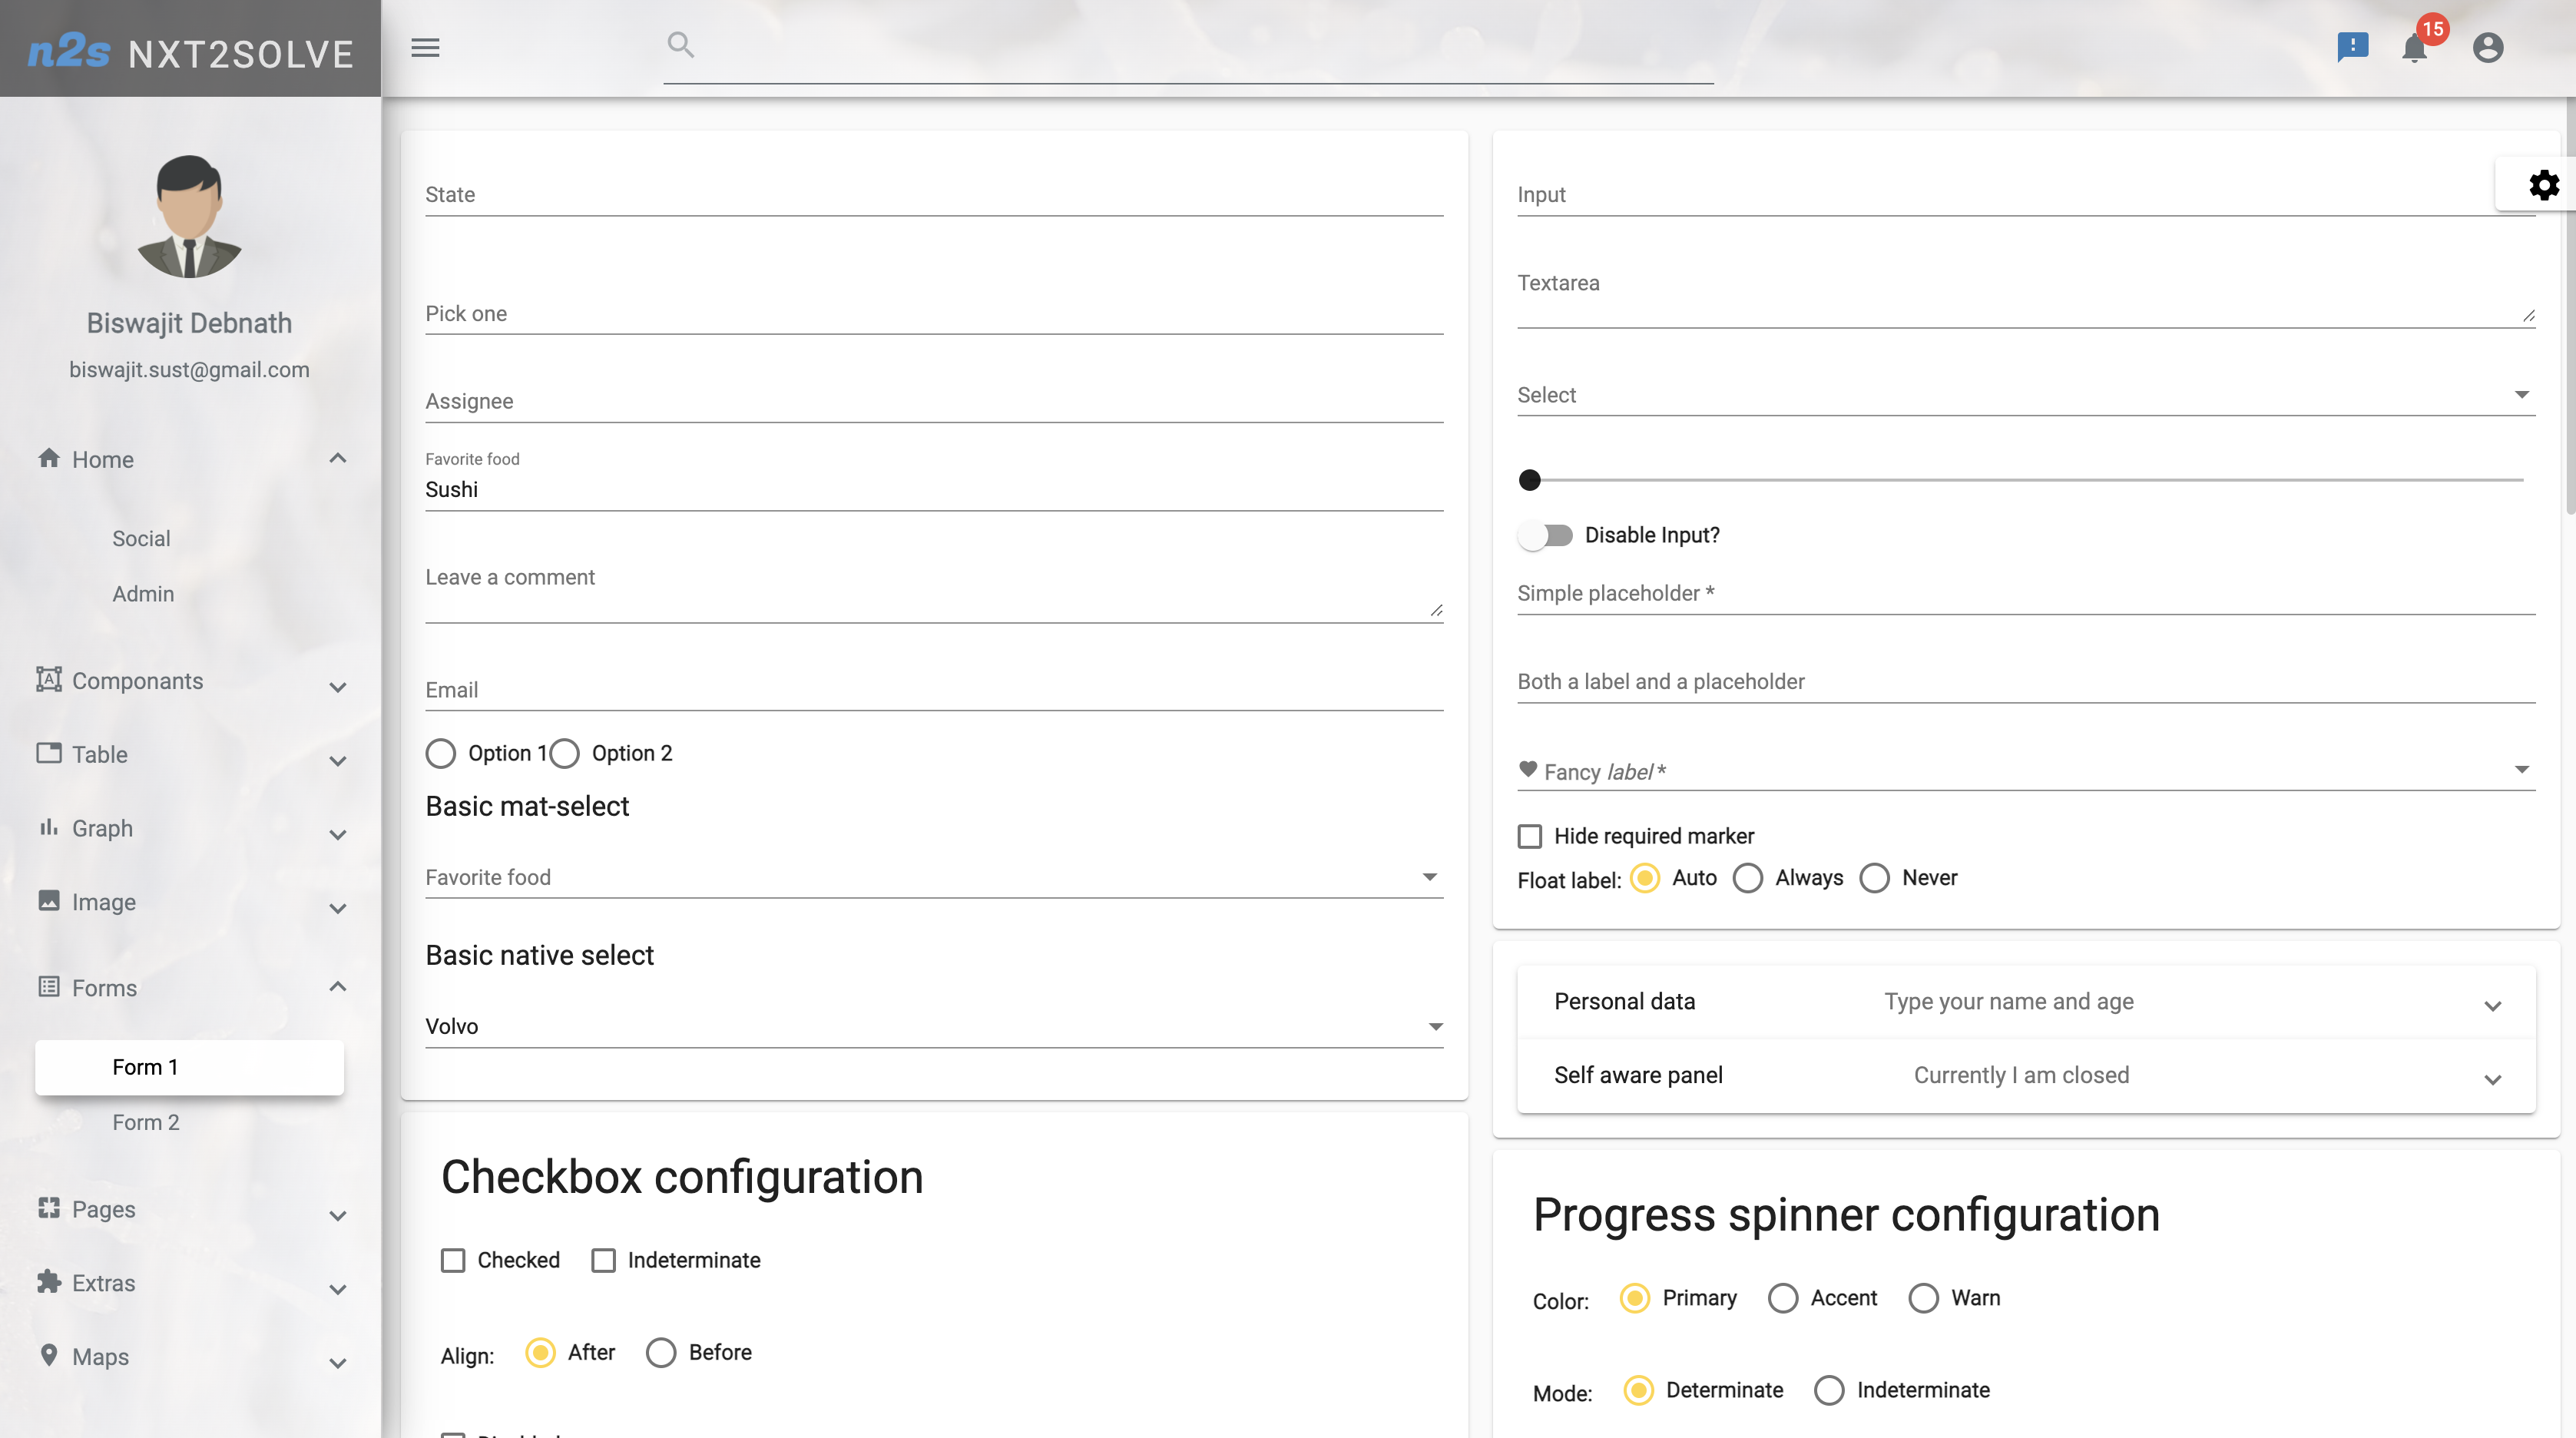 n2s NXT2SOLVE
15
Biswajit Debnath
biswajit.sust@gmail.com
Home
Social
Admin
Componants
Table
Graph
Image
Forms
Form 1
Form 2
Pages
Extras
Maps
State
Pick one
Assignee
Favorite food
Sushi
Leave a comment
Email
Option 1 Option 2
Basic mat-select
Favorite food
Basic native select
Volvo
Checkbox configuration
Checked Indeterminate
Align: After Before
Input
Textarea
Select
Disable Input?
Simple placeholder *
Both a label and a placeholder
Fancy label *
Hide required marker
Float label: Auto Always Never
Personal data Type your name and age
Self aware panel Currently I am closed
Progress spinner configuration
Color: Primary Accent Warn
Mode: Determinate Indeterminate